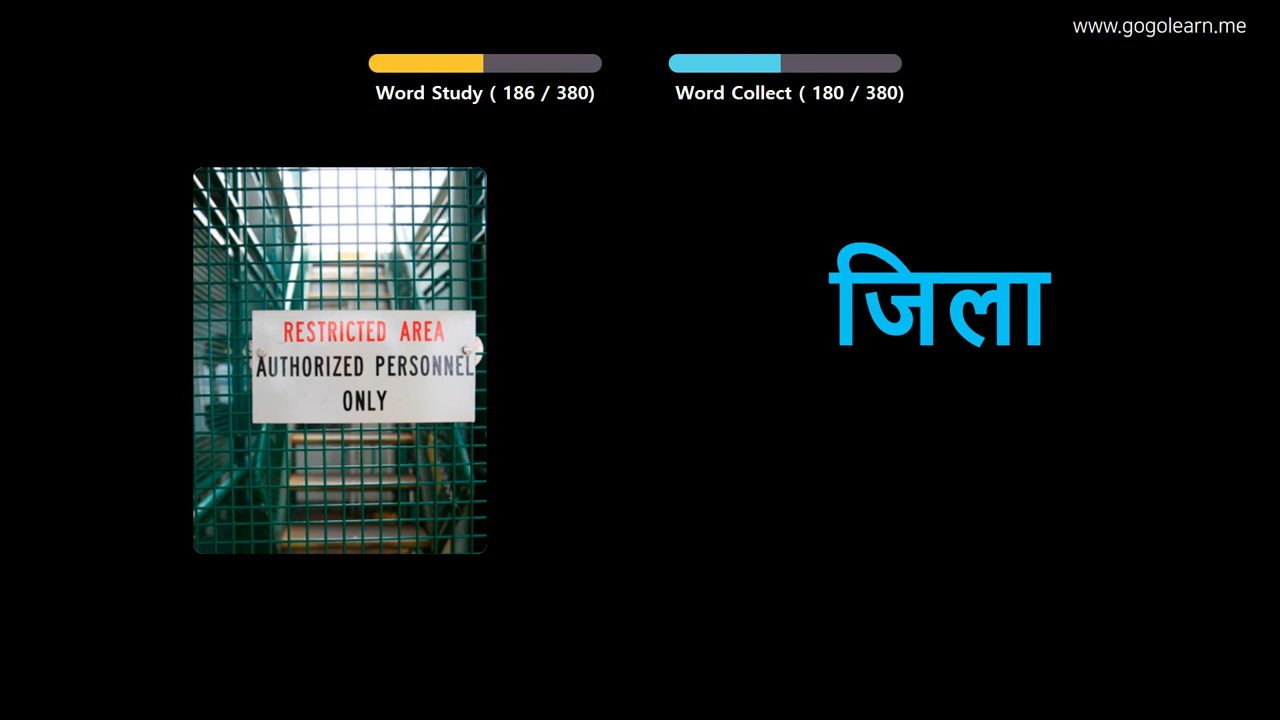 www.gogolearn.me
Word Study ( 186 / 380)
Word Collect ( 180 / 380)
RESTRICTED AREA
AUTHORIZED PERSONNEL
ONLY
जिला